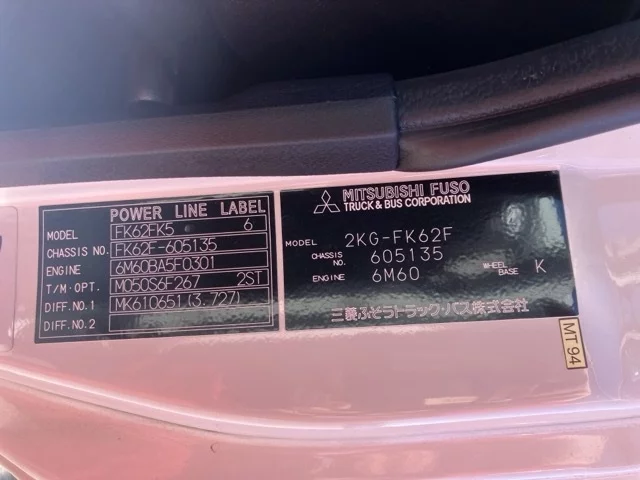 POWER LINE LABEL
MODEL FK62FK5 6
CHASSIS NO. FK62F-605135
ENGINE 6M60BA5F0301
T/M·OPT. M050S6F267 2ST
DIFF.NO.1 MK610651 (3.727)
DIFF.NO.2
MITSUBISHI FUSO
TRUCK & BUS CORPORATION
MODEL 2KG-FK62F
CHASSIS NO. 605135
ENGINE 6M60 WHEEL BASE K
三菱ふそうトラック・バス株式会社
MT.94